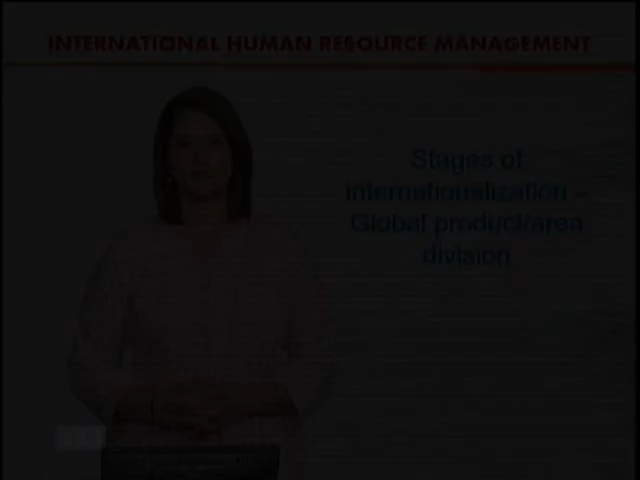 INTERNATIONAL HUMAN RESOURCE MANAGEMENT
Stages of
internationalization –
Global product/area
division